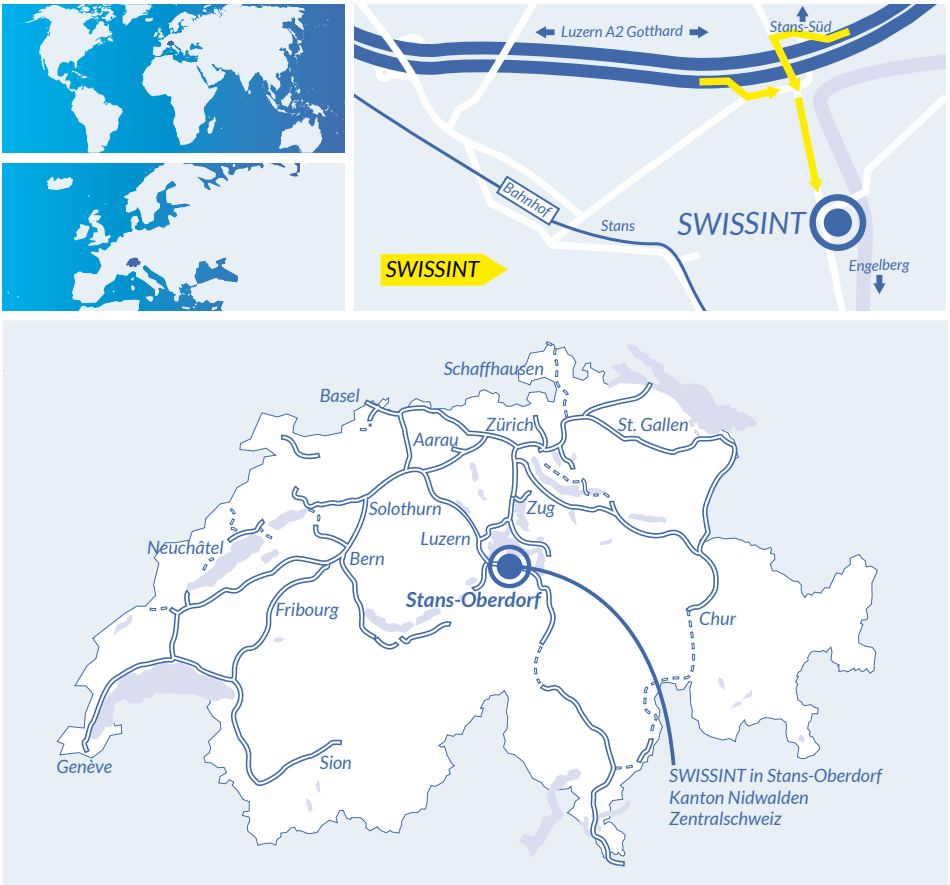 Stans-Süd
Luzern A2 Gotthard
Bahnhof
Stans
SWISSINT
SWISSINT
Engelberg
Schaffhausen
Basel
Zürich
St. Gallen
Aarau
Solothurn
Zug
Luzern
Neuchâtel
Bern
Stans-Oberdorf
Fribourg
Chur
Genève
Sion
SWISSINT in Stans-Oberdorf
Kanton Nidwalden
Zentralschweiz